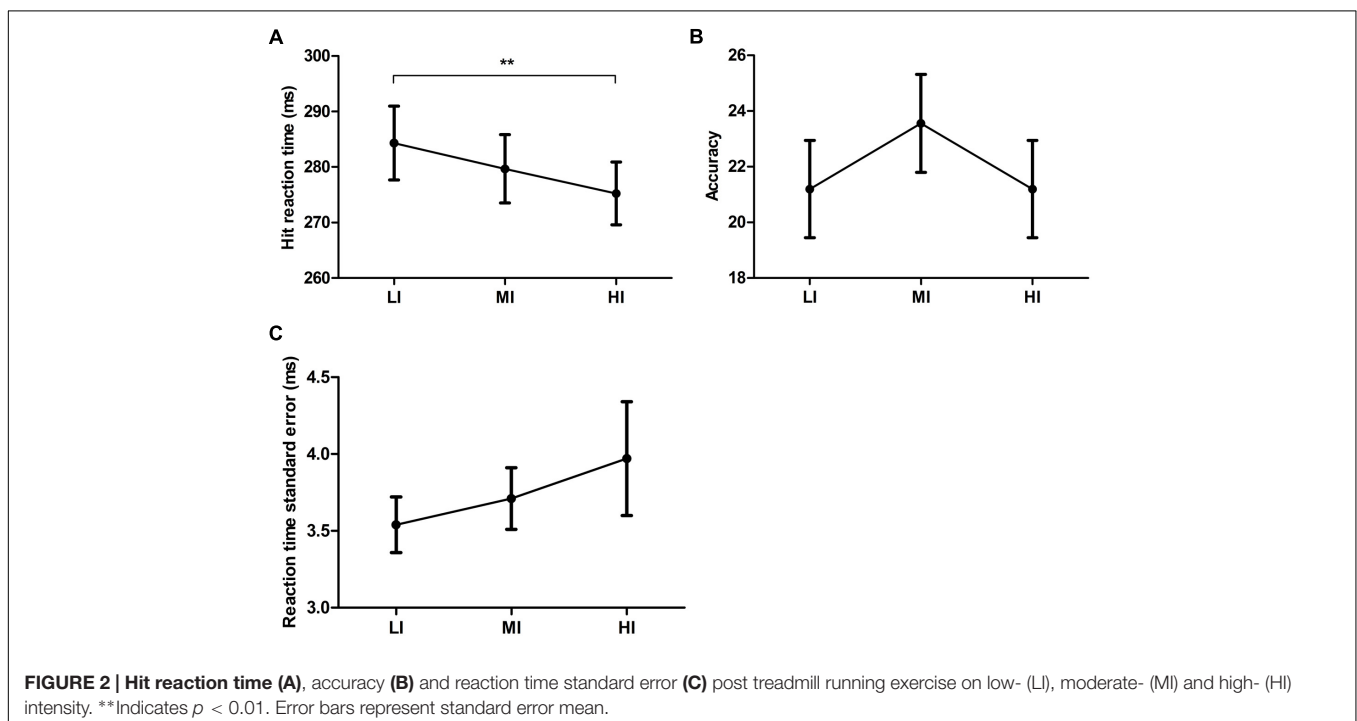 A
Hit reaction time (ms)
300
290
280
270
260
**
LI MI HI
B
Accuracy
26
24
22
20
18
LI MI HI
C
Reaction time standard error (ms)
4.5
4.0
3.5
3.0
LI MI HI
FIGURE 2 | Hit reaction time (A), accuracy (B) and reaction time standard error (C) post treadmill running exercise on low- (LI), moderate- (MI) and high- (HI)
intensity. **Indicates p < 0.01. Error bars represent standard error mean.